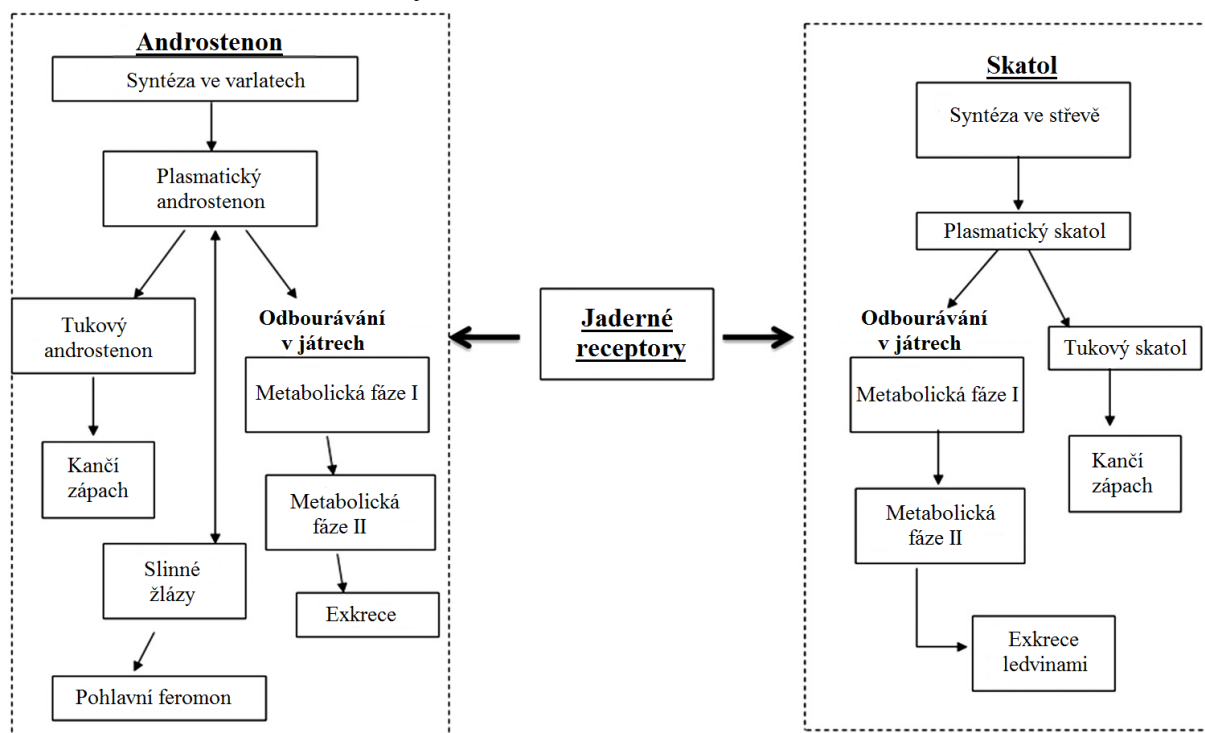 Androstenon
Syntéza ve varlatech
Plasmatický
androstenon
Tukový
androstenon
Kančí
zápach
Slinné
žlázy
Pohlavní feromon
Odbourávání
v játrech
Metabolická fáze I
Metabolická
fáze II
Exkrece
Jaderné
receptory
Skatol
Syntéza ve střevě
Plasmatický skatol
Odbourávání
v játrech
Metabolická fáze I
Metabolická
fáze II
Exkrece
ledvinami
Tukový skatol
Kančí
zápach